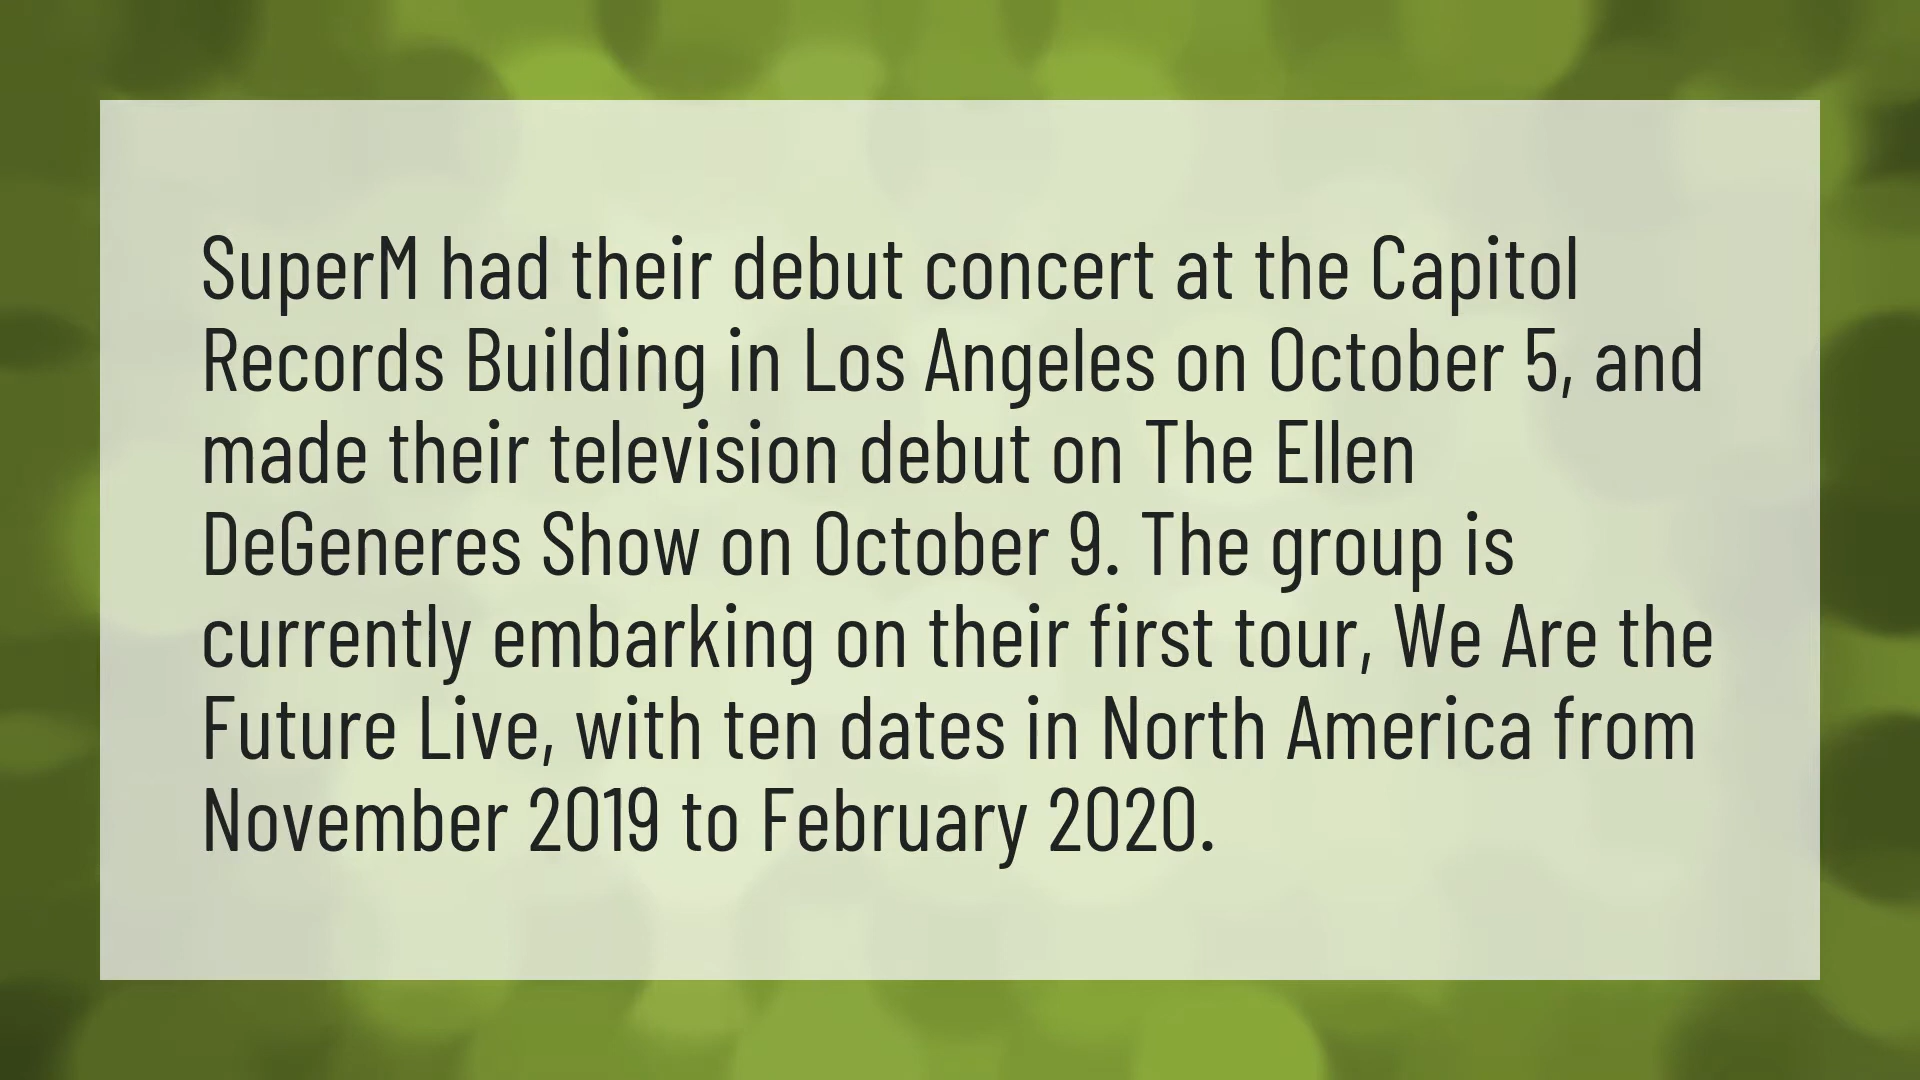 SuperM had their debut concert at the Capitol
Records Building in Los Angeles on October 5, and
made their television debut on The Ellen
DeGeneres Show on October 9. The group is
currently embarking on their first tour, We Are the
Future Live, with ten dates in North America from
November 2019 to February 2020.